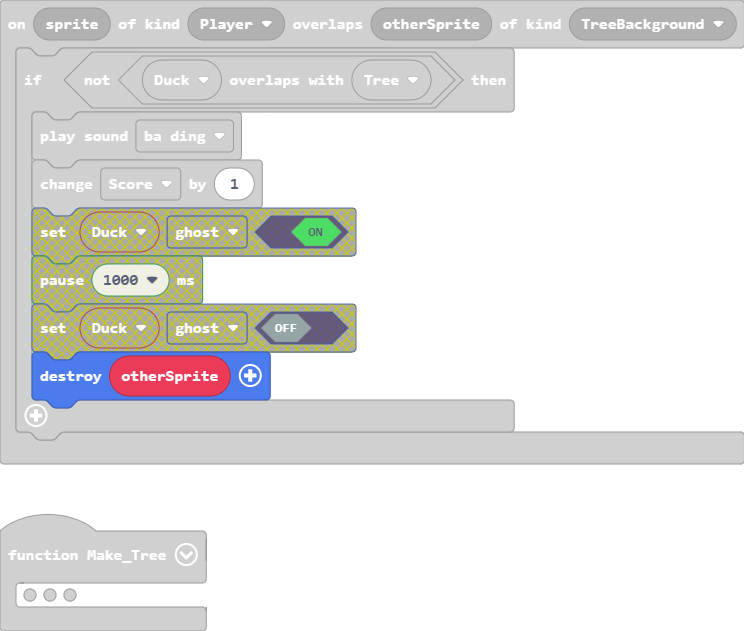 on sprite of kind Player overlaps otherSprite of kind TreeBackground
if not Duck overlaps with Tree then
play sound ba ding
change Score by 1
set Duck ghost ON
pause 1000 ms
set Duck ghost OFF
destroy otherSprite
function Make_Tree